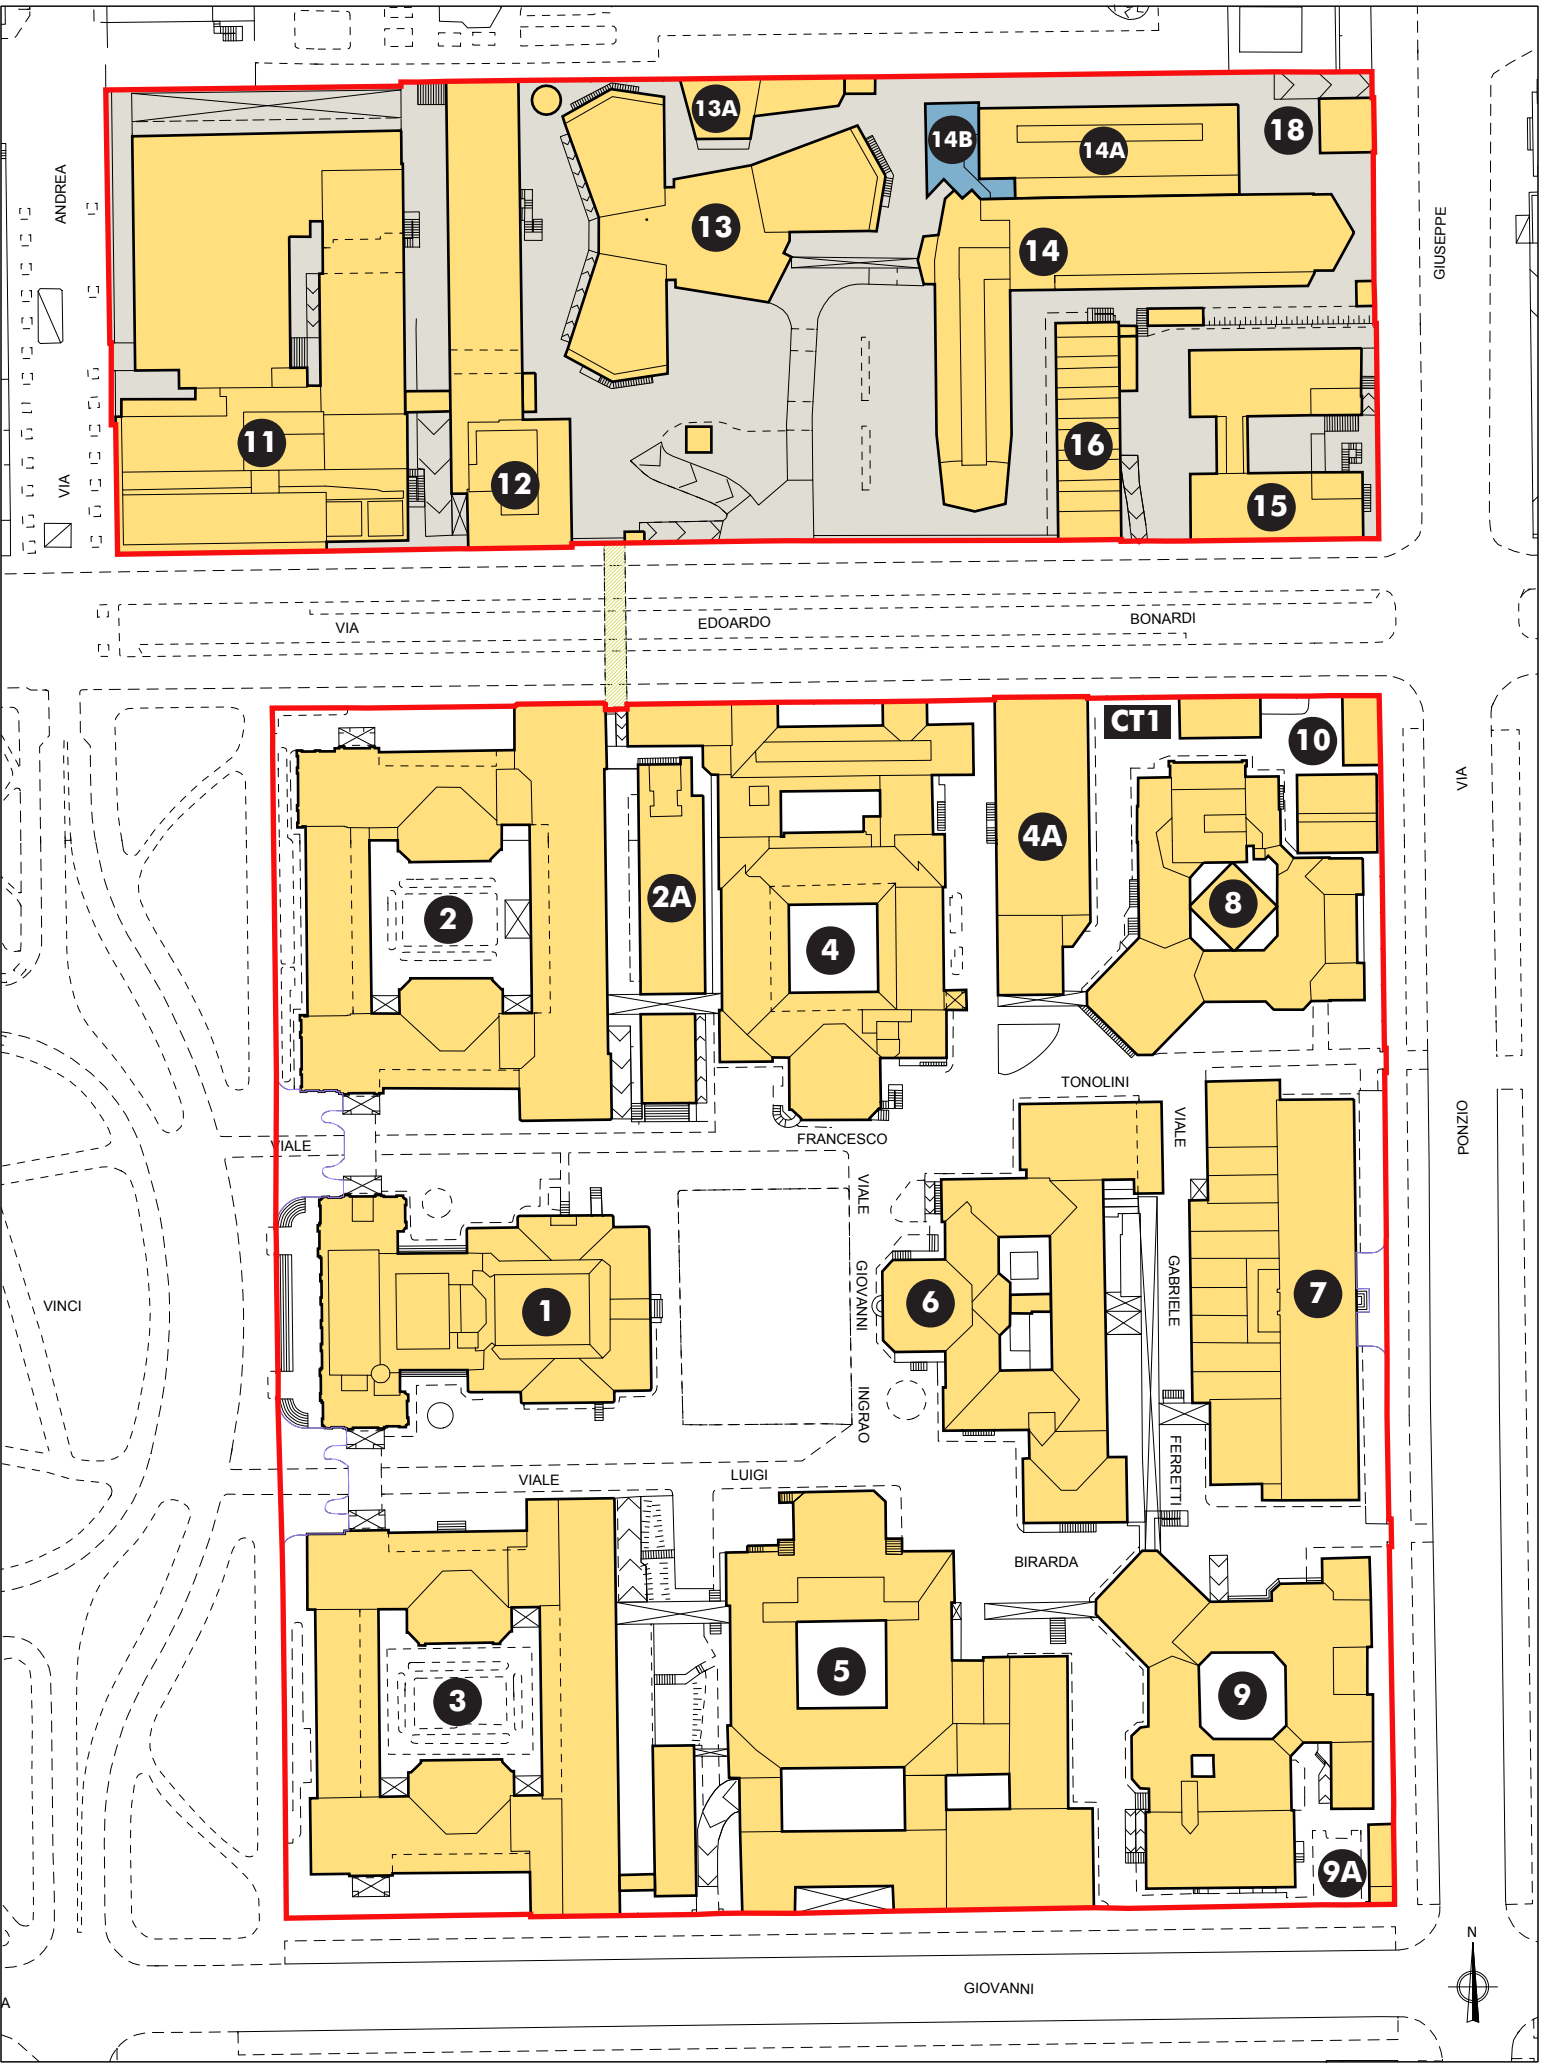 13A
18
14B
14A
ANDREA
13
GIUSEPPE
14
11
16
VIA
12
15
VIA
EDOARDO
BONARDI
CT1
10
VIA
4A
2A
8
2
4
TONOLINI
PONZIO
VIALE
FRANCESCO
VIALE
VIALE
GIOVANNI
GABRIELE
7
VINCI
6
1
INGRAO
FERRETTI
LUIGI
VIALE
BIRARDA
5
9
3
9A
N
GIOVANNI
A